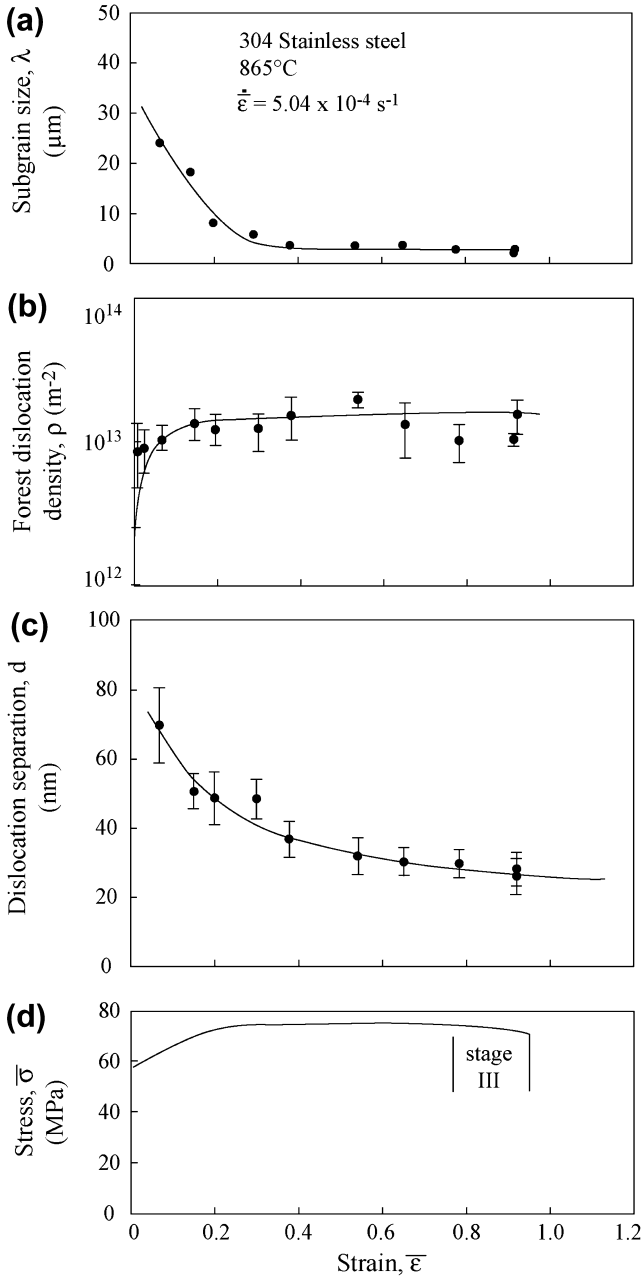 (a)
50
40
30
20
10
0
Subgrain size, λ
(μm)
304 Stainless steel
865°C
ε̇̅ = 5.04 x 10⁻⁴ s⁻¹
(b)
10¹⁴
10¹³
10¹²
Forest dislocation
density, ρ (m⁻²)
(c)
100
80
60
40
20
0
Dislocation separation, d
(nm)
(d)
80
60
40
20
0
Stress, σ̅
(MPa)
stage
III
0 0.2 0.4 0.6 0.8 1.0 1.2
Strain, ε̅